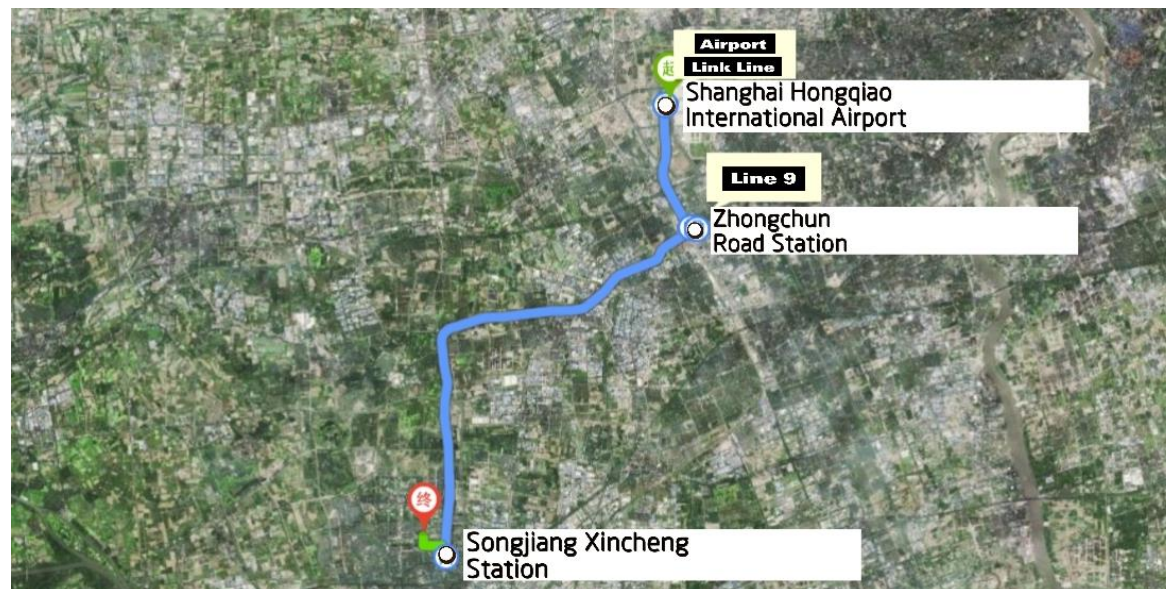 Airport
Link Line
起
Shanghai Hongqiao
International Airport
Line 9
Zhongchun
Road Station
终
Songjiang Xincheng
Station